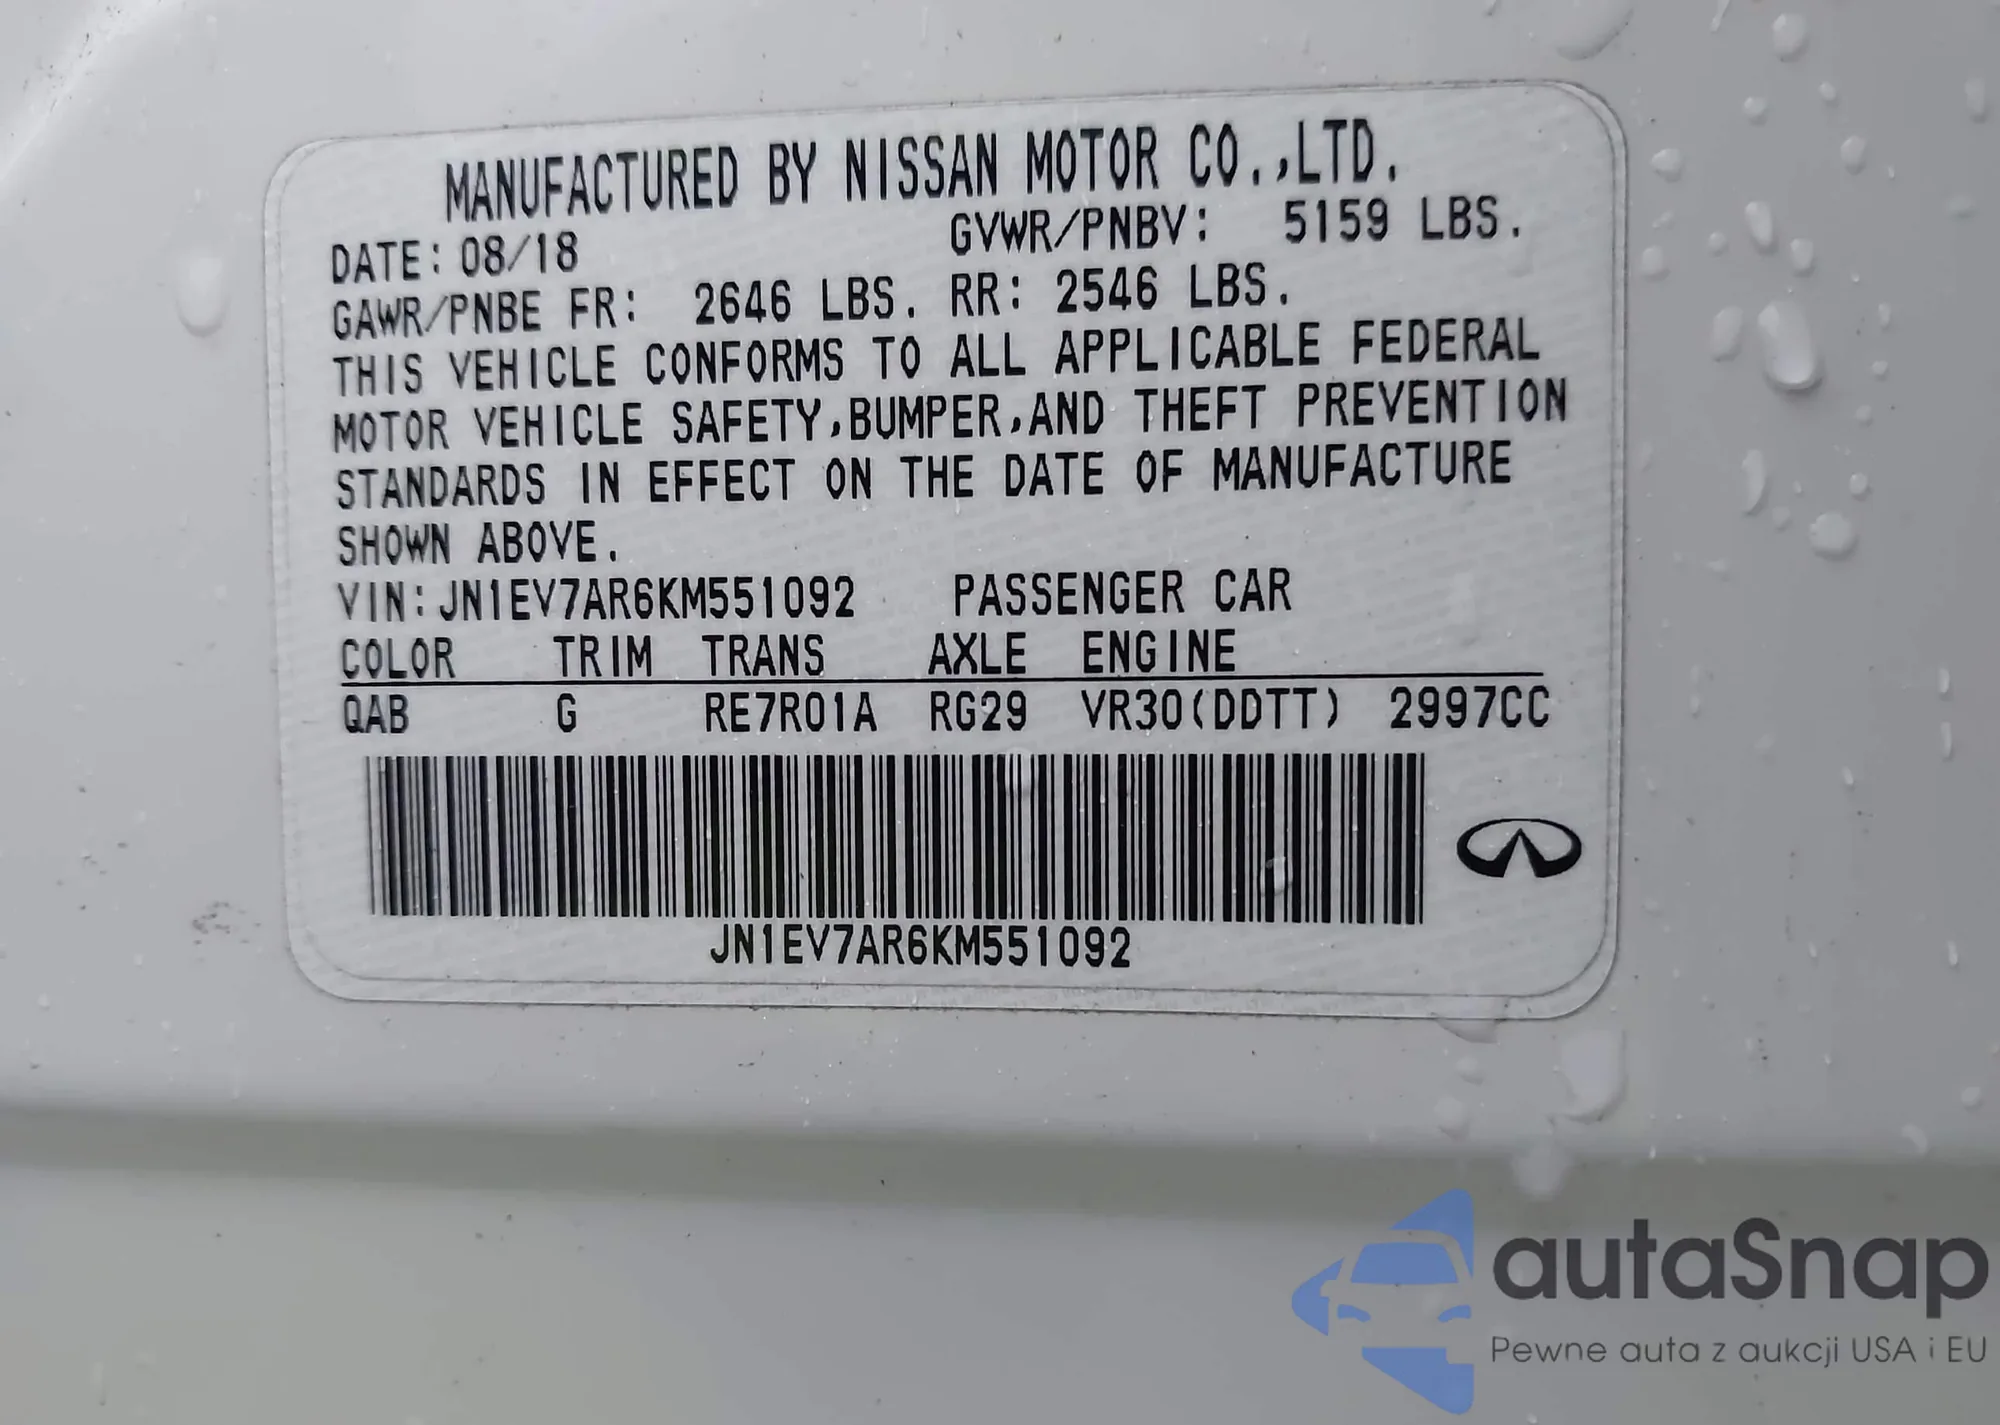 MANUFACTURED BY NISSAN MOTOR CO.,LTD.
DATE: 08/18 GVWR/PNBV: 5159 LBS.
GAWR/PNBE FR: 2646 LBS. RR: 2546 LBS.
THIS VEHICLE CONFORMS TO ALL APPLICABLE FEDERAL
MOTOR VEHICLE SAFETY,BUMPER,AND THEFT PREVENTION
STANDARDS IN EFFECT ON THE DATE OF MANUFACTURE
SHOWN ABOVE.
VIN:JN1EV7AR6KM551092 PASSENGER CAR
COLOR TRIM TRANS AXLE ENGINE
QAB G RE7R01A RG29 VR30(DDTT) 2997CC
JN1EV7AR6KM551092
autaSnap
Pewne auta z aukcji USA i EU